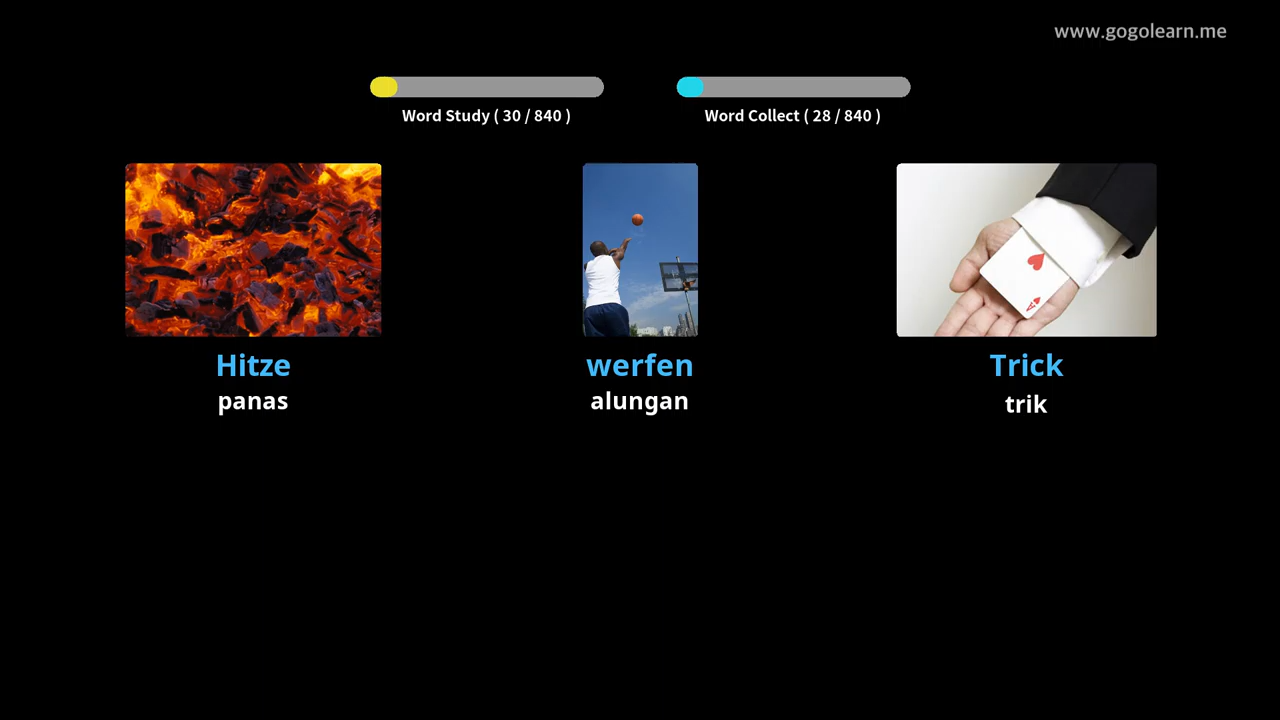 www.gogolearn.me
Word Study ( 30 / 840 )
Word Collect ( 28 / 840 )
Hitze
panas
werfen
alungan
Trick
trik
A